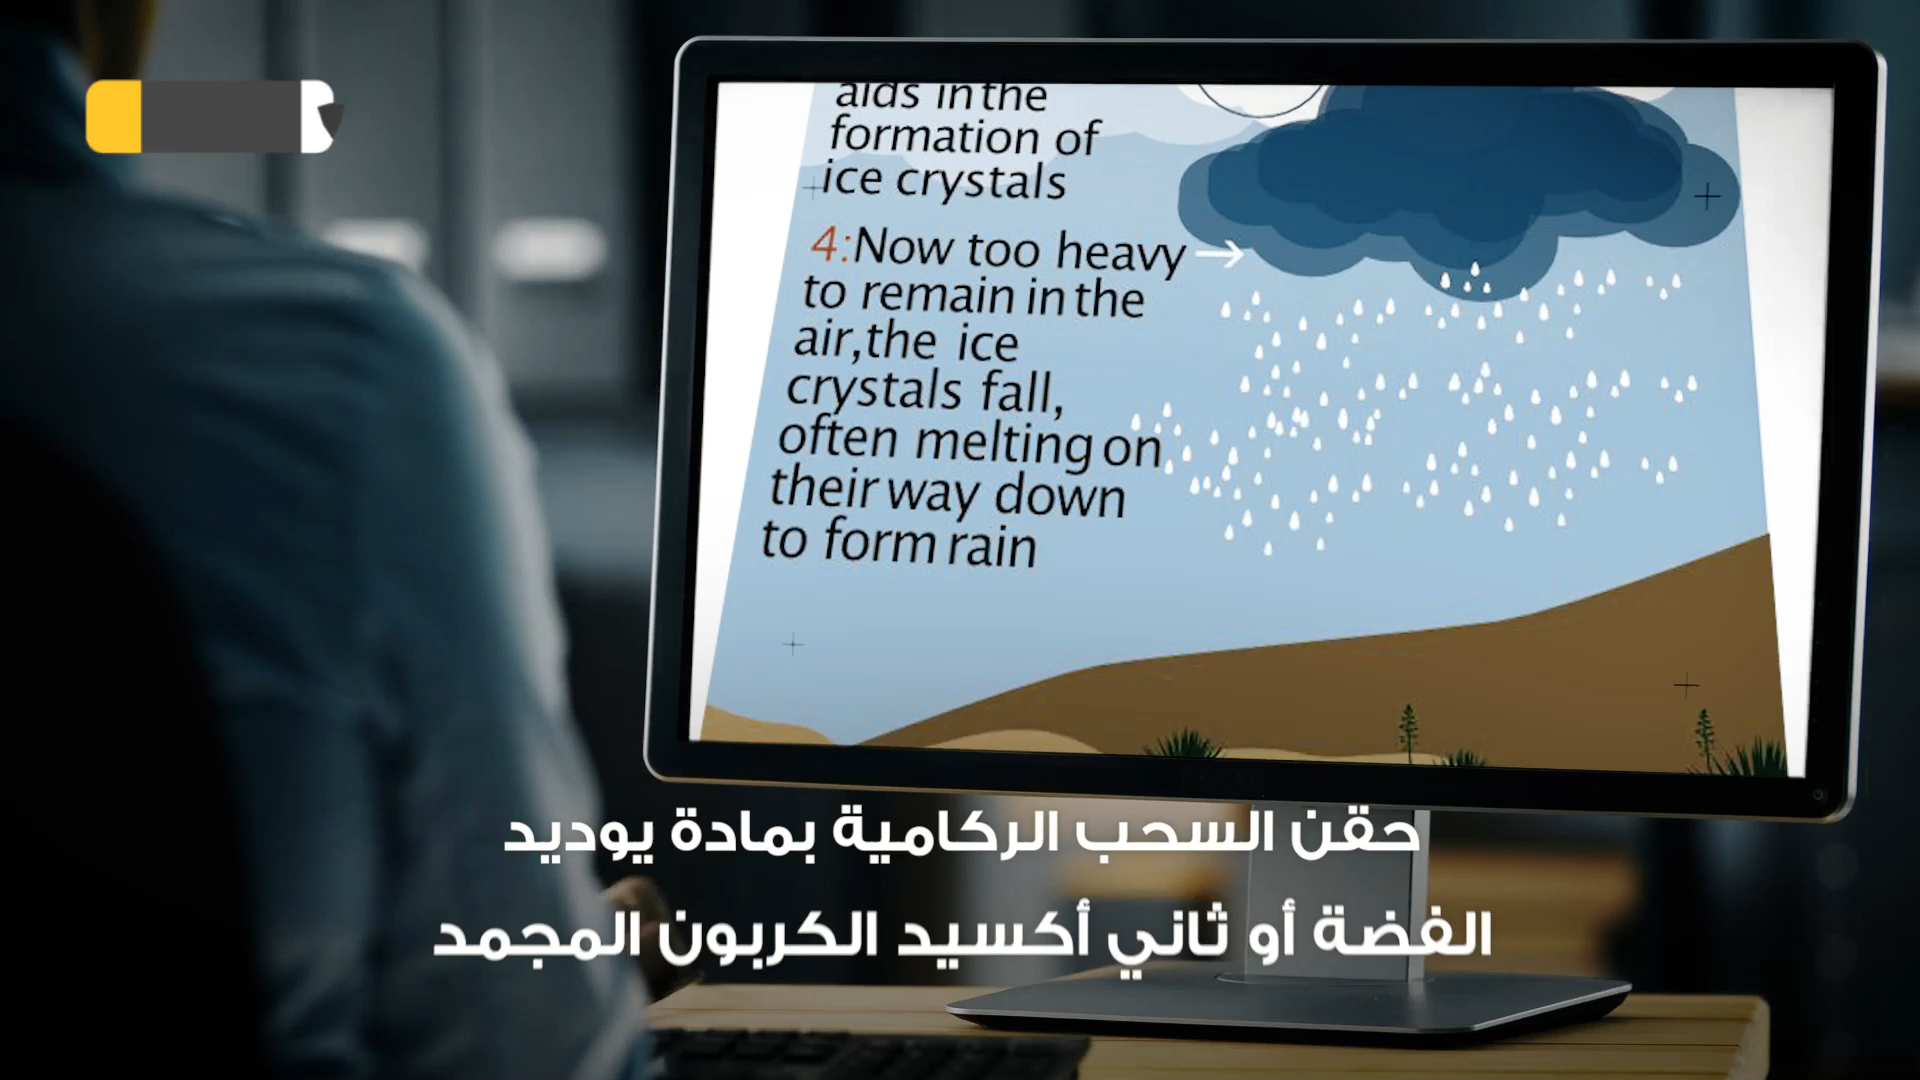 aids in the
formation of
ice crystals
4:Now too heavy
to remain in the
air,the ice
crystals fall,
often melting on
their way down
to form rain
حقن السحب الركامية بمادة يوديد
الفضة أو ثاني أكسيد الكربون المجمد